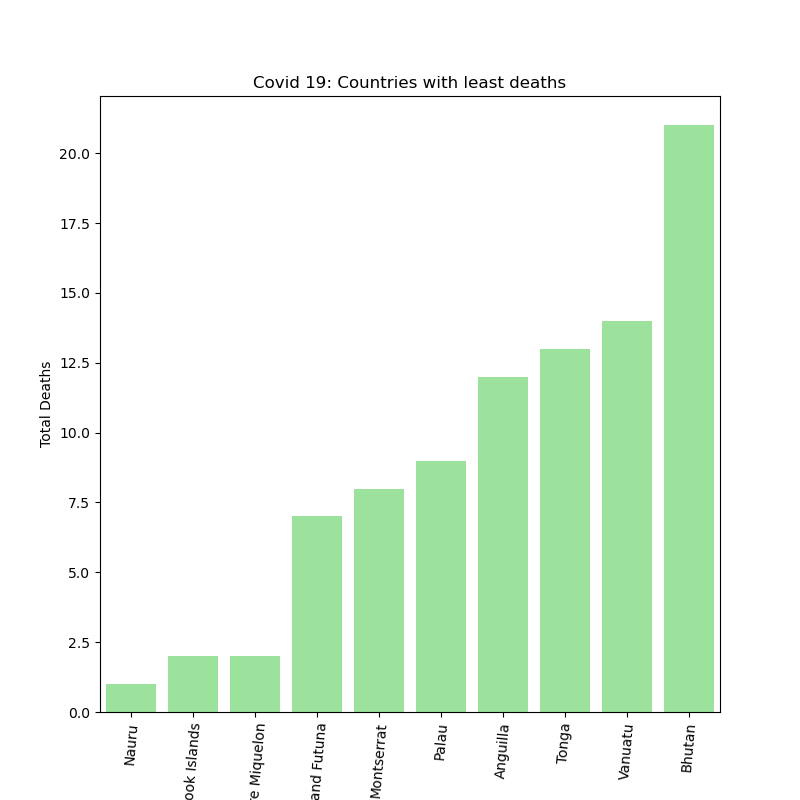 Covid 19: Countries with least deaths
Total Deaths
20.0
17.5
15.0
12.5
10.0
7.5
5.0
2.5
0.0
Nauru
ook Islands
e Miquelon
and Futuna
Montserrat
Palau
Anguilla
Tonga
Vanuatu
Bhutan